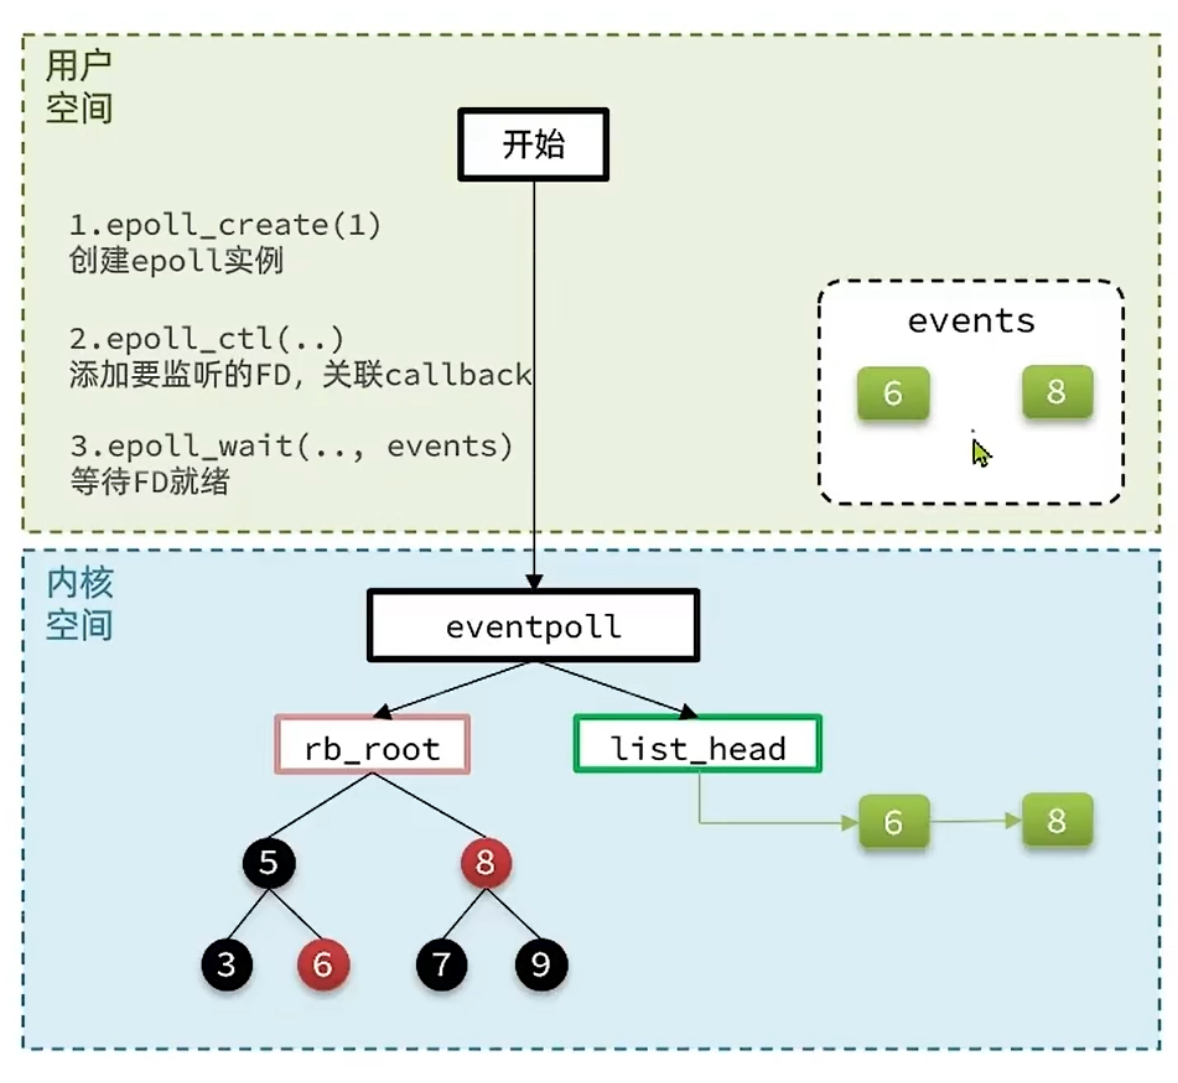 用户
空间
开始
1.epoll_create(1)
创建epoll实例
2.epoll_ctl(..)
添加要监听的FD, 关联callback
3.epoll_wait(.., events)
等待FD就绪
events
6 8
内核
空间
eventpoll
rb_root list_head
6 8
5 8
3 6 7 9